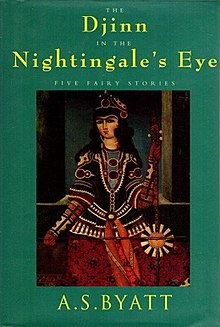 THE
Djinn
IN THE
Nightingale's Eye
FIVE FAIRY STORIES
A.S.BYATT